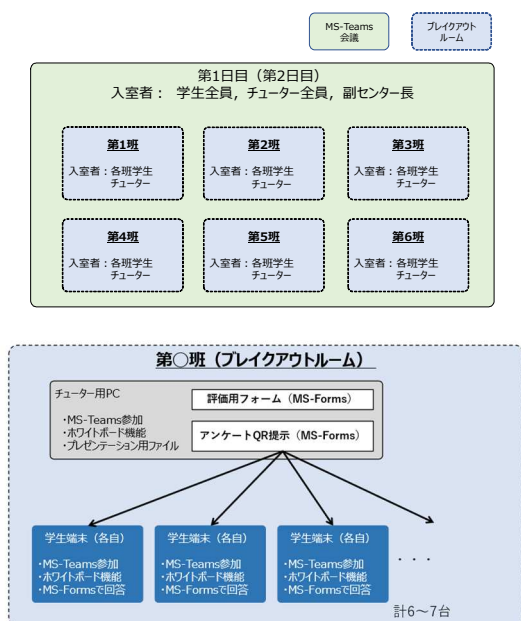 MS-Teams
会議
ブレイクアウト
ルーム
第1日目（第2日目）
入室者： 学生全員，チューター全員，副センター長
第1班
入室者：各班学生
チューター
第2班
入室者：各班学生
チューター
第3班
入室者：各班学生
チューター
第4班
入室者：各班学生
チューター
第5班
入室者：各班学生
チューター
第6班
入室者：各班学生
チューター
第○班（ブレイクアウトルーム）
チューター用PC
・MS-Teams参加
・ホワイトボード機能
・プレゼンテーション用ファイル
評価用フォーム（MS-Forms）
アンケートQR提示（MS-Forms）
学生端末（各自）
・MS-Teams参加
・ホワイトボード機能
・MS-Formsで回答
学生端末（各自）
・MS-Teams参加
・ホワイトボード機能
・MS-Formsで回答
学生端末（各自）
・MS-Teams参加
・ホワイトボード機能
・MS-Formsで回答
・・・
計6～7台